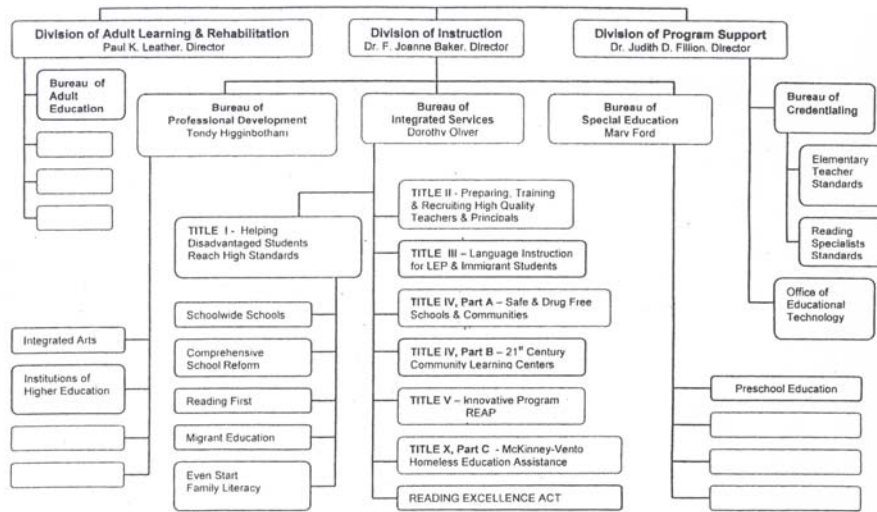 Division of Adult Learning & Rehabilitation
Paul K. Leather, Director
Division of Instruction
Dr. F. Joanne Baker, Director
Division of Program Support
Dr. Judith D. Fillion, Director
Bureau of
Adult
Education
Bureau of
Professional Development
Tondy Higginbotham
Bureau of
Integrated Services
Dorothy Oliver
Bureau of
Special Education
Mary Ford
Bureau of
Credentialing
Elementary
Teacher
Standards
Reading
Specialists
Standards
Office of
Educational
Technology
TITLE I - Helping
Disadvantaged Students
Reach High Standards
TITLE II - Preparing, Training
& Recruiting High Quality
Teachers & Principals
TITLE III – Language Instruction
for LEP & Immigrant Students
TITLE IV, Part A – Safe & Drug Free
Schools & Communities
TITLE IV, Part B – 21st Century
Community Learning Centers
TITLE V – Innovative Program
REAP
TITLE X, Part C - McKinney-Vento
Homeless Education Assistance
READING EXCELLENCE ACT
Schoolwide Schools
Comprehensive
School Reform
Reading First
Migrant Education
Even Start
Family Literacy
Integrated Arts
Institutions of
Higher Education
Preschool Education